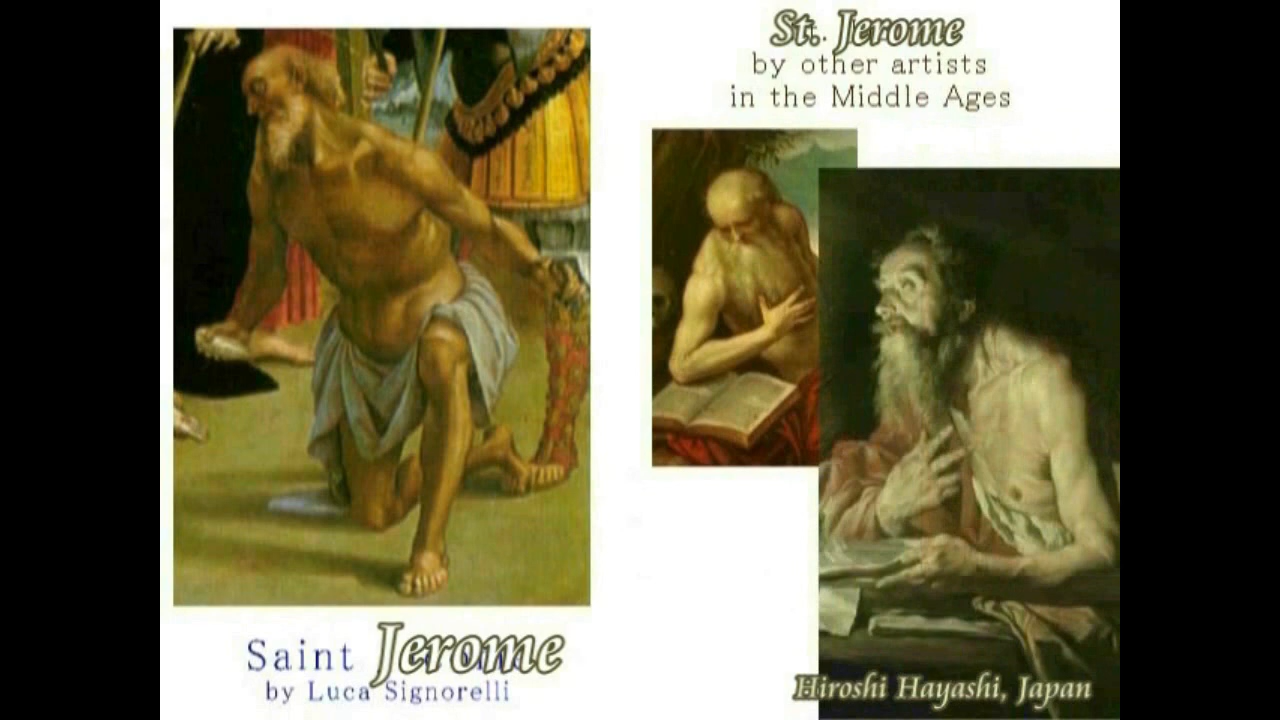 St. Jerome
by other artists
in the Middle Ages
Saint Jerome
by Luca Signorelli
Hiroshi Hayashi, Japan